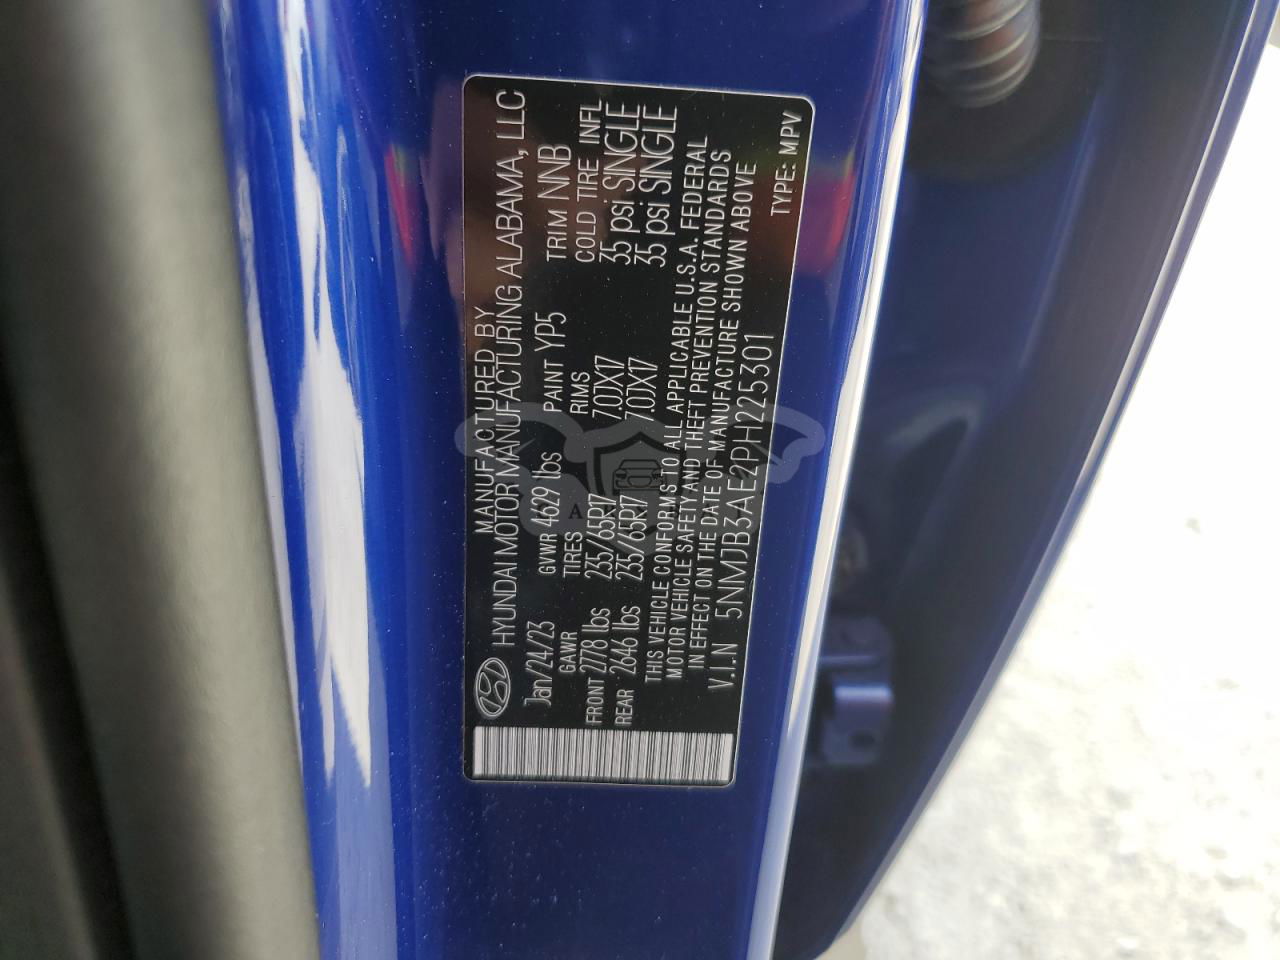 MANUFACTURED BY
HYUNDAI MOTOR MANUFACTURING ALABAMA, LLC
Jan/24/23 GVWR 4629 lbs PAINT YP5 TRIM NNB
GAWR TIRES RIMS COLD TIRE INFL
FRONT 2778 lbs 235/65R17 7.0JX17 35 psi SINGLE
REAR 2646 lbs 235/65R17 7.0JX17 35 psi SINGLE
THIS VEHICLE CONFORMS TO ALL APPLICABLE U.S.A. FEDERAL
MOTOR VEHICLE SAFETY AND THEFT PREVENTION STANDARDS
IN EFFECT ON THE DATE OF MANUFACTURE SHOWN ABOVE
V.I.N 5NMJB3AE2PH225301 TYPE: MPV